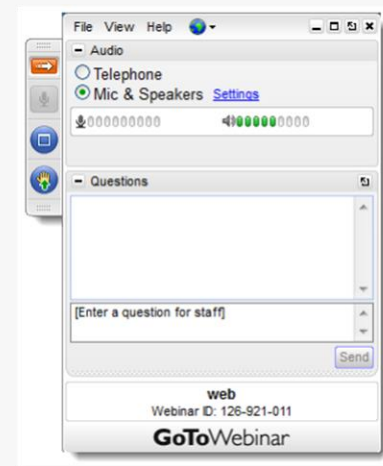 File View Help
Audio
Telephone
Mic & Speakers Settings
Questions
[Enter a question for staff]
Send
web
Webinar ID: 126-921-011
GoToWebinar